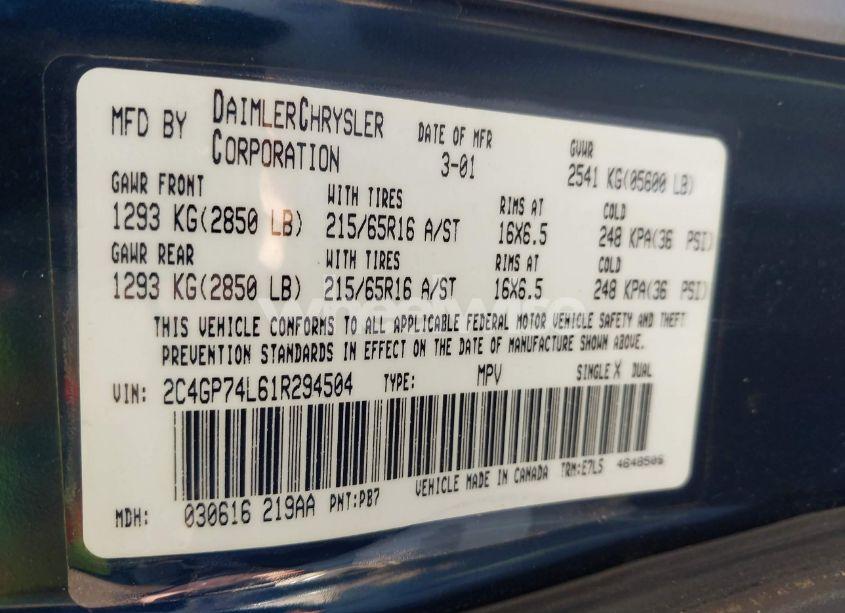 MFD BY DAIMLERCHRYSLER CORPORATION DATE OF MFR 3-01 GVWR 2541 KG(05600 LB)
GAWR FRONT WITH TIRES RIMS AT COLD
1293 KG(2850 LB) 215/65R16 A/ST 16X6.5 248 KPA(36 PSI)
GAWR REAR WITH TIRES RIMS AT COLD
1293 KG(2850 LB) 215/65R16 A/ST 16X6.5 248 KPA(36 PSI)
THIS VEHICLE CONFORMS TO ALL APPLICABLE FEDERAL MOTOR VEHICLE SAFETY AND THEFT
PREVENTION STANDARDS IN EFFECT ON THE DATE OF MANUFACTURE SHOWN ABOVE.
VIN: 2C4GP74L61R294504 TYPE: MPV SINGLE X DUAL
MDH: 030616 219AA PNT:PB7 VEHICLE MADE IN CANADA TRM:E7L5